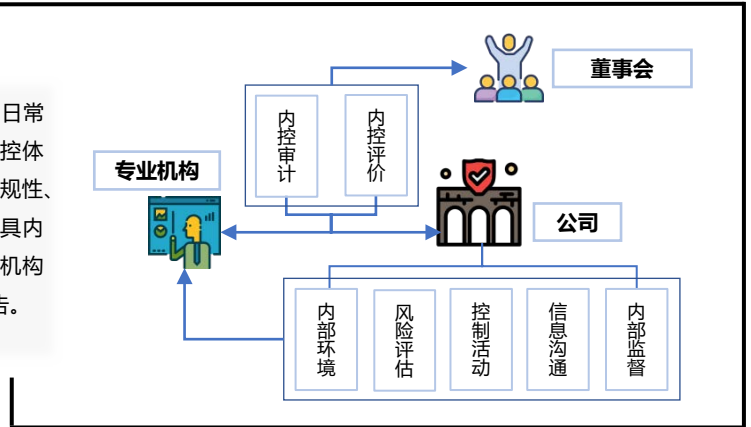 董事会
日常
控体
规性、
具内
机构
告。
内控审计
内控评价
专业机构
公司
内部环境
风险评估
控制活动
信息沟通
内部监督